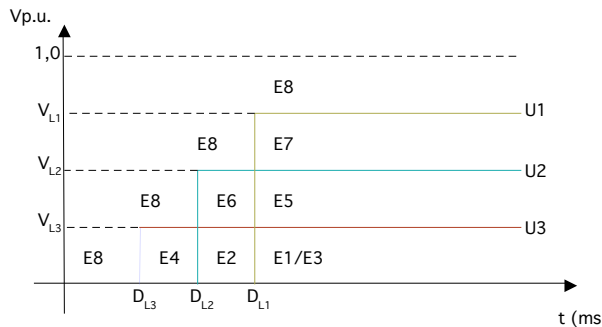 Vp.u.
1,0
E8
VL1
U1
E8 E7
VL2
U2
E8 E6 E5
VL3
U3
E8 E4 E2 E1/E3
DL3 DL2 DL1
t (ms